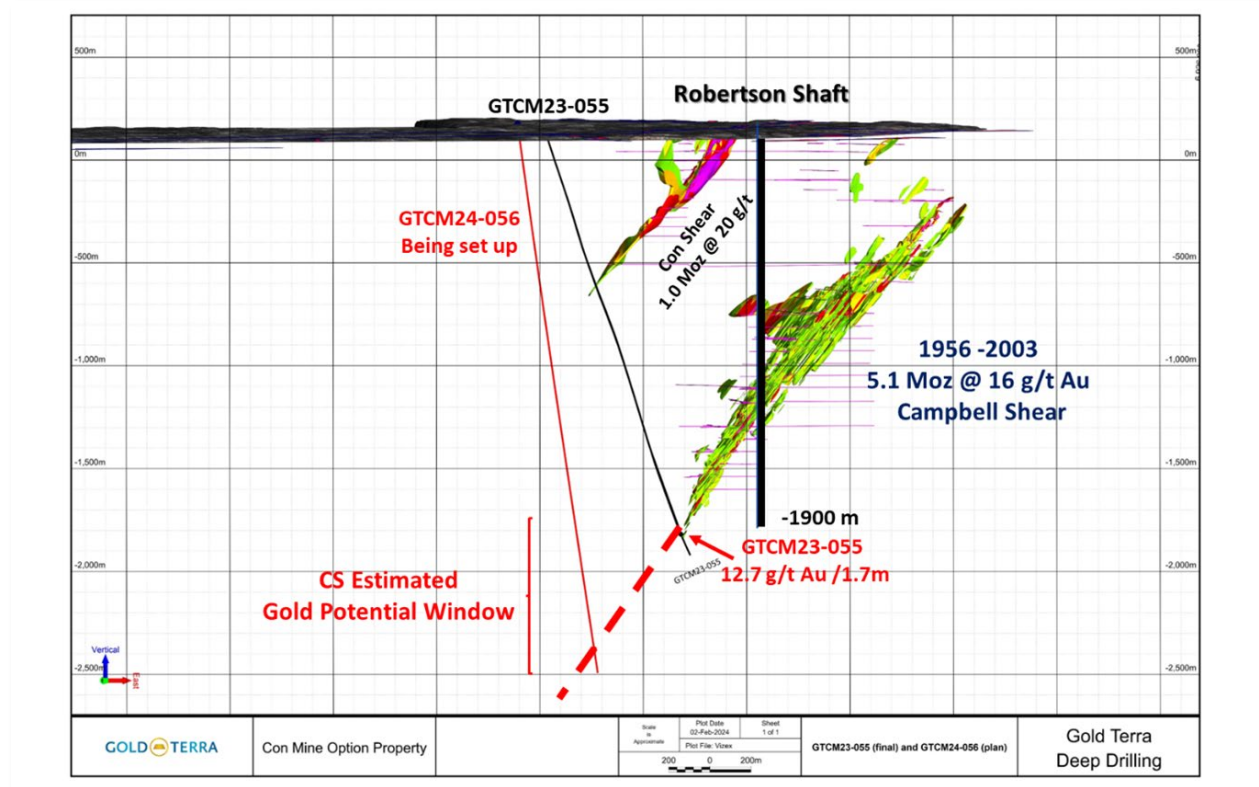 500m
500m
GTCM23-055
Robertson Shaft
0m
0m
GTCM24-056
Being set up
Con Shear
1.0 Moz @ 20 g/t
-500m
-500m
1956 -2003
5.1 Moz @ 16 g/t Au
Campbell Shear
-1,000m
-1,000m
-1,500m
-1,500m
-1900 m
GTCM23-055
12.7 g/t Au /1.7m
GTCM23-055
-2,000m
-2,000m
CS Estimated
Gold Potential Window
Vertical
East
-2,500m
-2,500m
GOLD TERRA
Con Mine Option Property
Scale
is
Approximate
Plot Date
02-Feb-2024
Sheet
1 of 1
Plot File: Vizex
200 0 200m
GTCM23-055 (final) and GTCM24-056 (plan)
Gold Terra
Deep Drilling